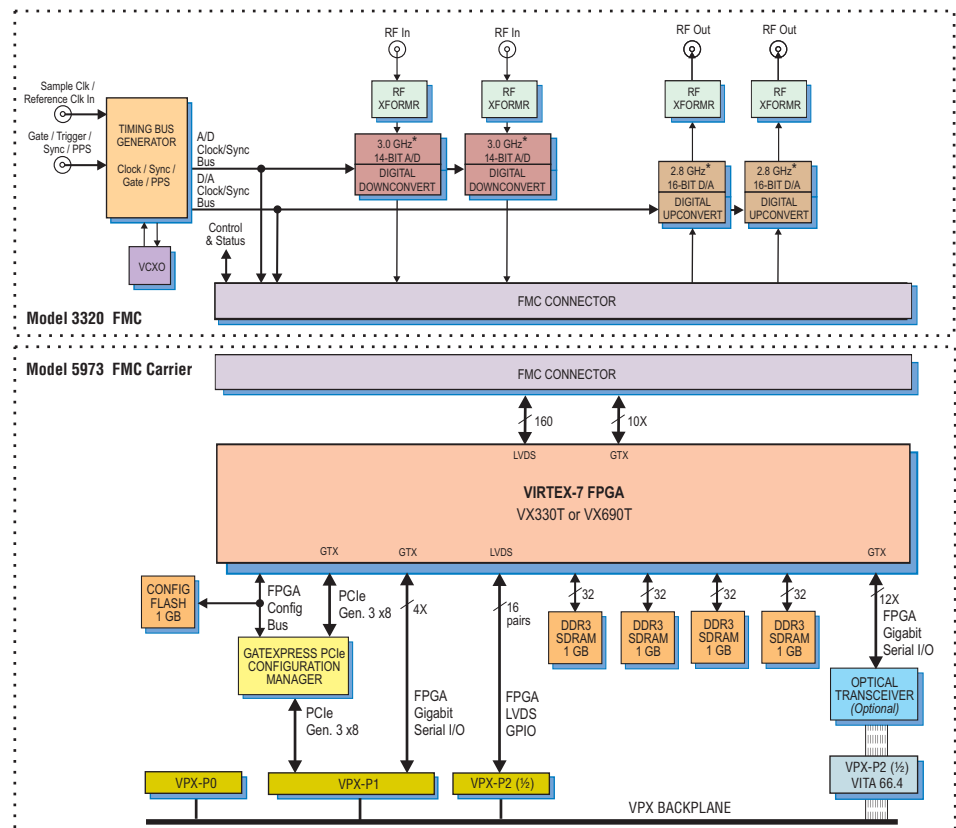 RF In
RF In
RF Out
RF Out
Sample Clk /
Reference Clk In
Gate / Trigger /
Sync / PPS
TIMING BUS
GENERATOR
Clock / Sync /
Gate / PPS
VCXO
A/D
Clock/Sync
Bus
D/A
Clock/Sync
Bus
Control
& Status
RF
XFORMR
RF
XFORMR
RF
XFORMR
RF
XFORMR
3.0 GHz*
14-BIT A/D
DIGITAL
DOWNCONVERT
3.0 GHz*
14-BIT A/D
DIGITAL
DOWNCONVERT
2.8 GHz*
16-BIT D/A
DIGITAL
UPCONVERT
2.8 GHz*
16-BIT D/A
DIGITAL
UPCONVERT
FMC CONNECTOR
Model 3320 FMC
Model 5973 FMC Carrier
FMC CONNECTOR
160
10X
LVDS
GTX
VIRTEX-7 FPGA
VX330T or VX690T
GTX
GTX
LVDS
GTX
CONFIG
FLASH
1 GB
FPGA
Config
Bus
PCIe
Gen. 3 x8
4X
16
pairs
32
32
32
32
12X
FPGA
Gigabit
Serial I/O
DDR3
SDRAM
1 GB
DDR3
SDRAM
1 GB
DDR3
SDRAM
1 GB
DDR3
SDRAM
1 GB
GATEXPRESS PCIe
CONFIGURATION
MANAGER
PCIe
Gen. 3 x8
FPGA
Gigabit
Serial I/O
FPGA
LVDS
GPIO
OPTICAL
TRANSCEIVER
(Optional)
VPX-P0
VPX-P1
VPX-P2 (½)
VPX-P2 (½)
VITA 66.4
VPX BACKPLANE